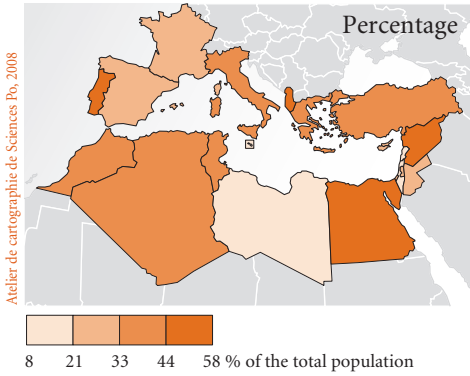 Percentage
Atelier de cartographie de Sciences Po, 2008
8 21 33 44 58 % of the total population